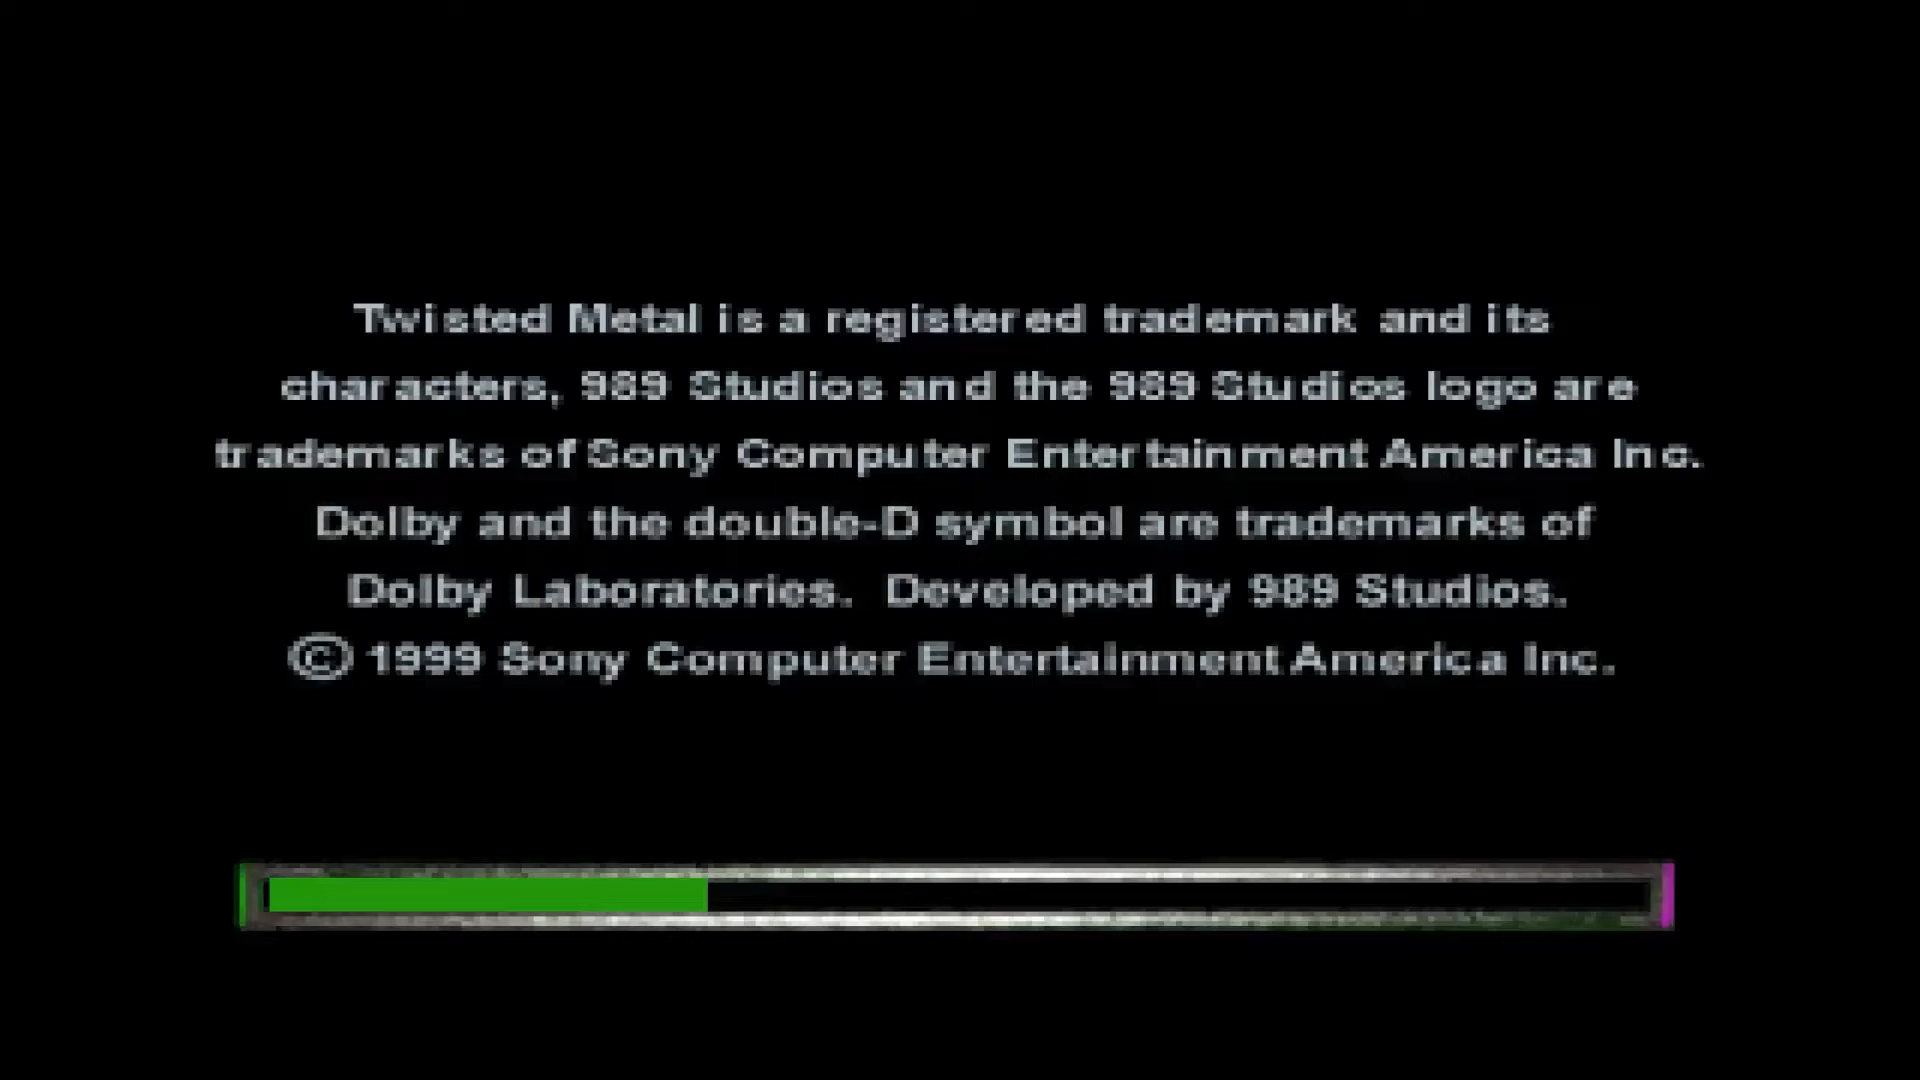 Twisted Metal is a registered trademark and its
characters, 989 Studios and the 989 Studios logo are
trademarks of Sony Computer Entertainment America Inc.
Dolby and the double-D symbol are trademarks of
Dolby Laboratories. Developed by 989 Studios.
© 1999 Sony Computer Entertainment America Inc.